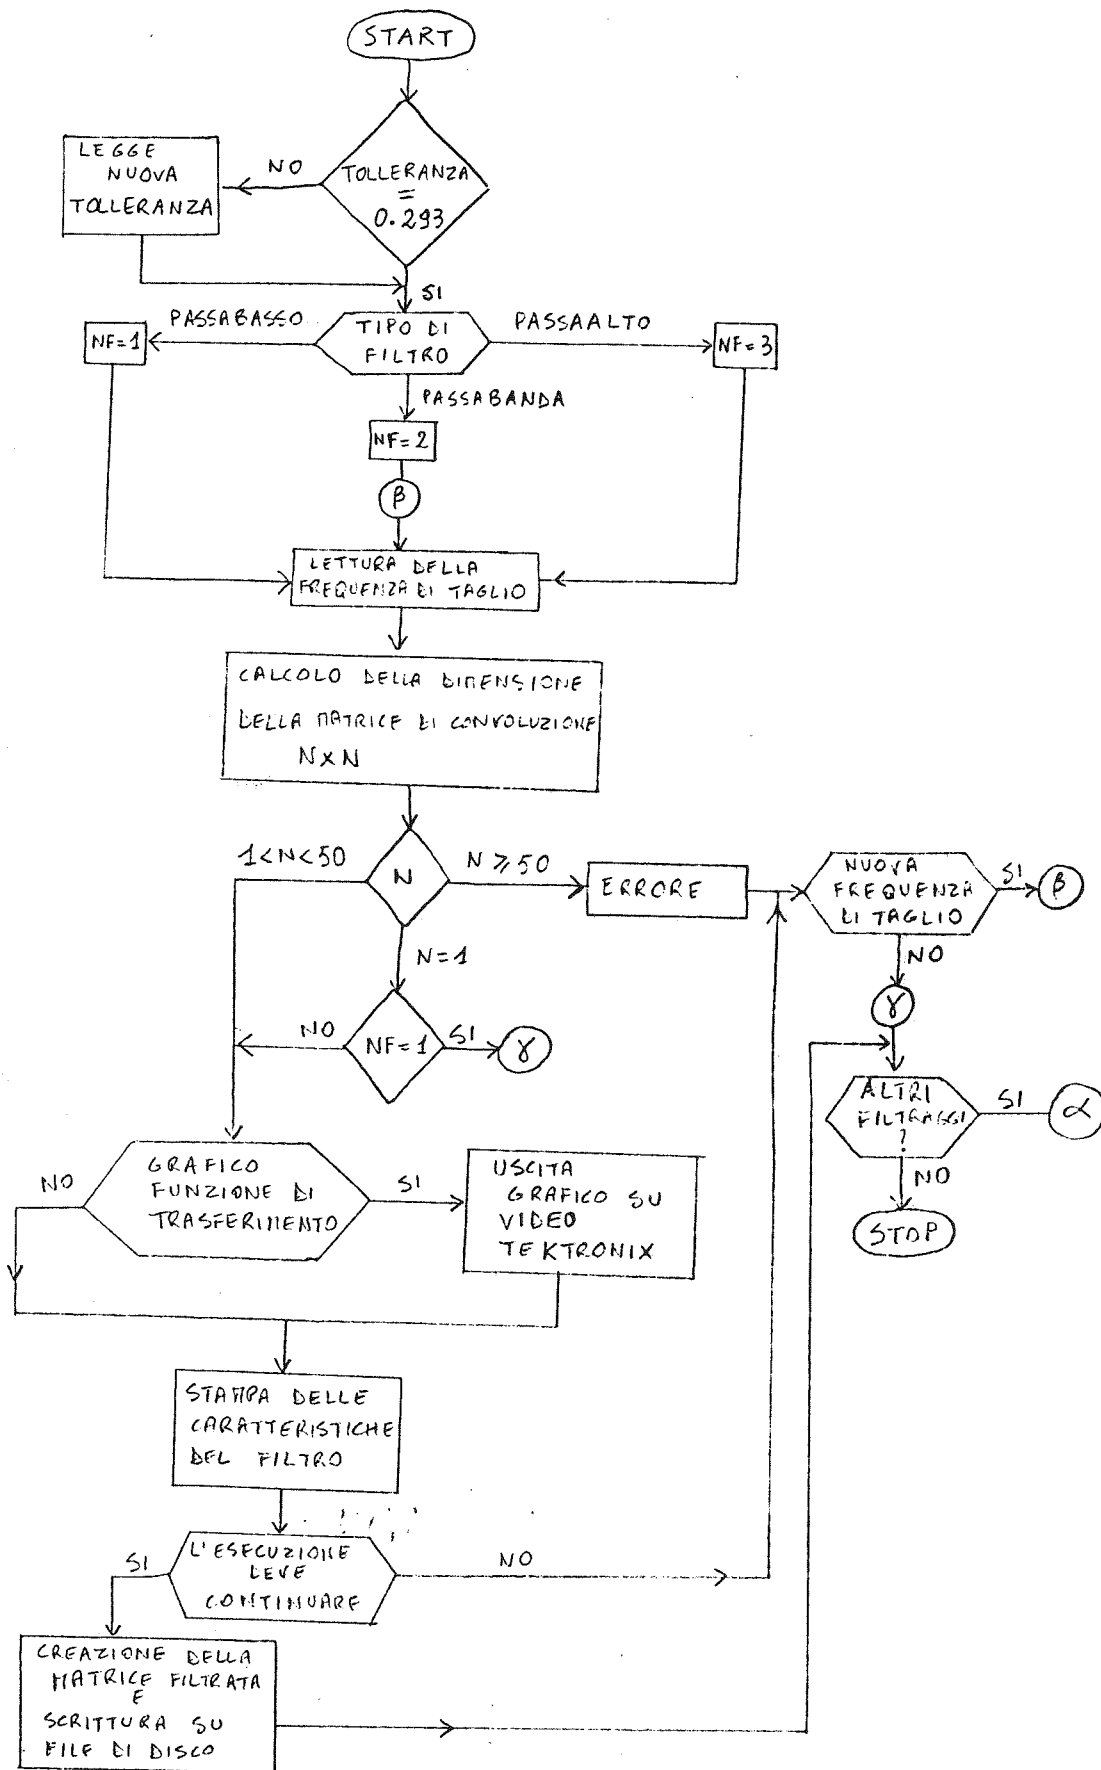 START
TOLLERANZA
=
0.293
NO
LEGGE
NUOVA
TOLLERANZA
SI
TIPO DI
FILTRO
PASSABASSO
NF=1
PASSAALTO
NF=3
PASSABANDA
NF=2
β
LETTURA DELLA
FREQUENZA DI TAGLIO
CALCOLO DELLA DIMENSIONE
DELLA MATRICE DI CONVOLUZIONE
N×N
N
1<N<50
N⩾50
ERRORE
NUOVA
FREQUENZA
DI TAGLIO
SI
β
NO
γ
N=1
NF=1
NO
SI
γ
ALTRI
FILTRAGGI
?
SI
α
NO
STOP
GRAFICO
FUNZIONE DI
TRASFERIMENTO
NO
SI
USCITA
GRAFICO SU
VIDEO
TEKTRONIX
STAMPA DELLE
CARATTERISTICHE
DEL FILTRO
L'ESECUZIONE
DEVE
CONTINUARE
SI
NO
CREAZIONE DELLA
MATRICE FILTRATA
E
SCRITTURA SU
FILE DI DISCO